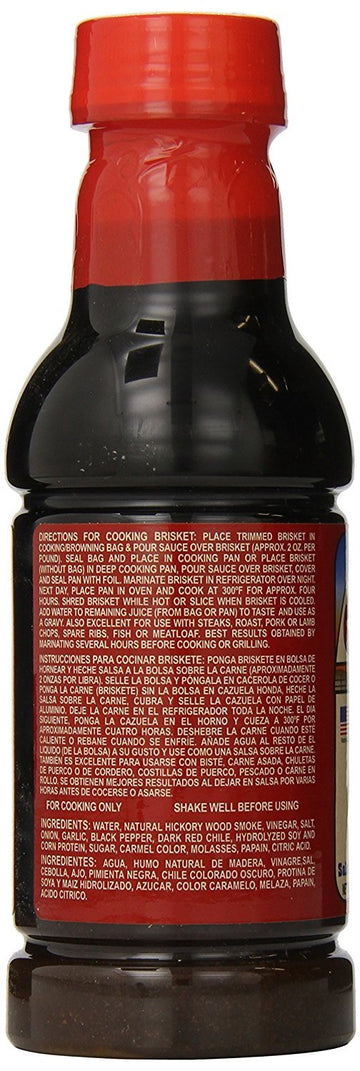 DIRECTIONS FOR COOKING BRISKET: PLACE TRIMMED BRISKET IN
COOKING/BROWNING BAG & POUR SAUCE OVER BRISKET (APPROX. 2 OZ. PER
POUND). SEAL BAG AND PLACE IN COOKING PAN OR PLACE BRISKET
(WITHOUT BAG) IN DEEP COOKING PAN, POUR SAUCE OVER BRISKET, COVER
AND SEAL PAN WITH FOIL. MARINATE BRISKET IN REFRIGERATOR OVER NIGHT.
NEXT DAY, PLACE PAN IN OVEN AND COOK AT 300°F FOR APPROX. FOUR
HOURS. SHRED BRISKET WHILE HOT OR SLICE WHEN BRISKET IS COOLED.
ADD WATER TO REMAINING JUICE (FROM BAG OR PAN) TO TASTE AND USE AS
A GRAVY. ALSO EXCELLENT FOR USE WITH STEAKS, ROAST, PORK OR LAMB
CHOPS, SPARE RIBS, FISH OR MEATLOAF. BEST RESULTS OBTAINED BY
MARINATING SEVERAL HOURS BEFORE COOKING OR GRILLING.
INSTRUCCIONES PARA COCINAR BRISKETE: PONGA BRISKETE EN BOLSA DE
HORNEAR Y HECHE SALSA A LA BOLSA SOBRE LA CARNE (APROXIMADAMENTE
2 ONZAS POR LIBRA). SELLE LA BOLSA Y PONGALA EN CACEROLA DE COCER O
PONGA LA CARNE (BRISKETE) SIN LA BOLSA EN CAZUELA HONDA, HECHE LA
SALSA SOBRE LA CARNE, CUBRA Y SELLE LA CAZUELA CON PAPEL DE
ALUMINIO. DEJE LA CARNE EN EL REFRIGERADOR TODA LA NOCHE. EL DIA
SIGUIENTE, PONGA LA CAZUELA EN EL HORNO Y CUEZA A 300°F POR
APROXIMADAMENTE CUATRO HORAS. DESHEBRE LA CARNE CUANDO ESTE
CALIENTE O REBANE CUANDO SE ENFRIE. AÑADE AGUA AL RESTO EL
LIQUIDO (DE LA BOLSA) A SU GUSTO Y USE COMO UNA SALSA SOBRE LA CARNE.
TAMBIEN ES EXCELENTE PARA USARSE CON BISTÉ, CARNE ASADA, CHULETAS
DE PUERCO O DE CORDERO, COSTILLAS DE PUERCO, PESCADO O CARNE EN
ROLLO. SE OBTIENEN MEJORES RESULTADOS AL DEJAR EN SALSA POR VARIAS
HORAS ANTES DE COCERSE O ASARSE.
FOR COOKING ONLY SHAKE WELL BEFORE USING
INGREDIENTS: WATER, NATURAL HICKORY WOOD SMOKE, VINEGAR, SALT,
ONION, GARLIC, BLACK PEPPER, DARK RED CHILE, HYDROLYZED SOY AND
CORN PROTEIN, SUGAR, CARMEL COLOR, MOLASSES, PAPAIN, CITRIC ACID.
INGREDIENTES: AGUA, HUMO NATURAL DE MADERA, VINAGRE,SAL,
CEBOLLA, AJO, PIMIENTA NEGRA, CHILE COLORADO OSCURO, PROTINA DE
SOYA Y MAIZ HIDROLIZADO, AZUCAR, COLOR CARAMELO, MELAZA, PAPAIN,
ACIDO CITRICO.